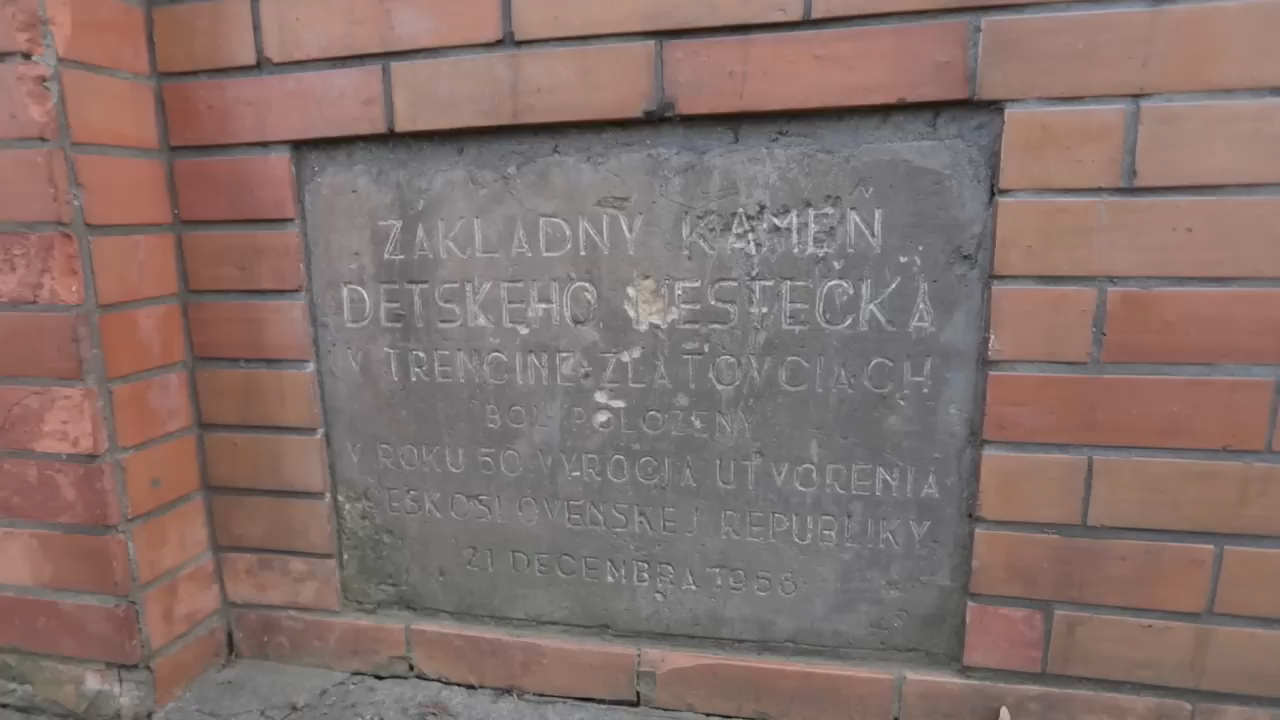 ZÁKLADNÝ KAMEŇ
DETSKÉHO MESTEČKA
V TRENČÍNE-ZLATOVCIACH
BOL POLOŽENÝ
V ROKU 50. VÝROČIA UTVORENIA
ČESKOSLOVENSKEJ REPUBLIKY
21 DECEMBRA 1968